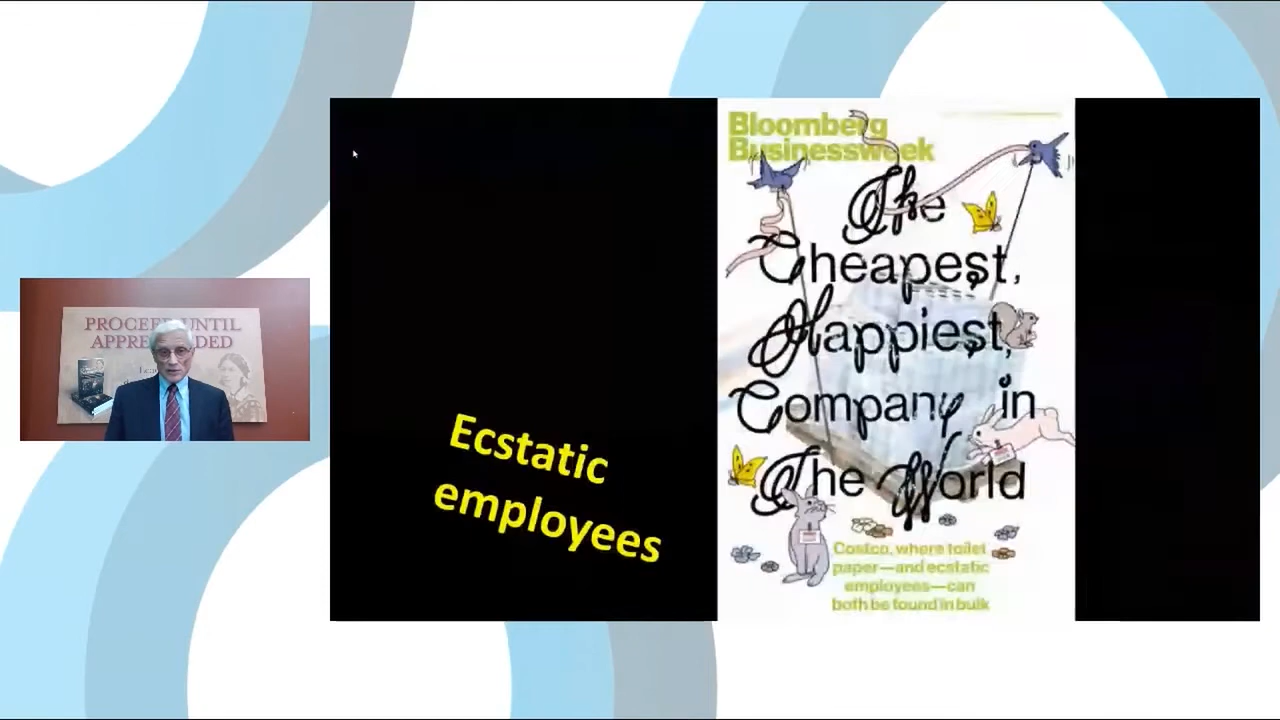 PROCEED UNTIL
APPREHENDED
Ecstatic
employees
Bloomberg
Businessweek
The
Cheapest,
Happiest,
Company in
The World
Costco, where toilet
paper—and ecstatic
employees—can
both be found in bulk